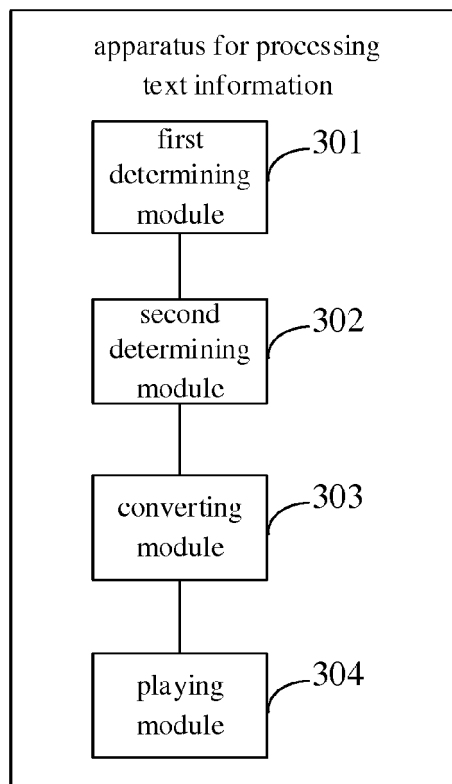 apparatus for processing
text information
first
determining
module
301
second
determining
module
302
converting
module
303
playing
module
304